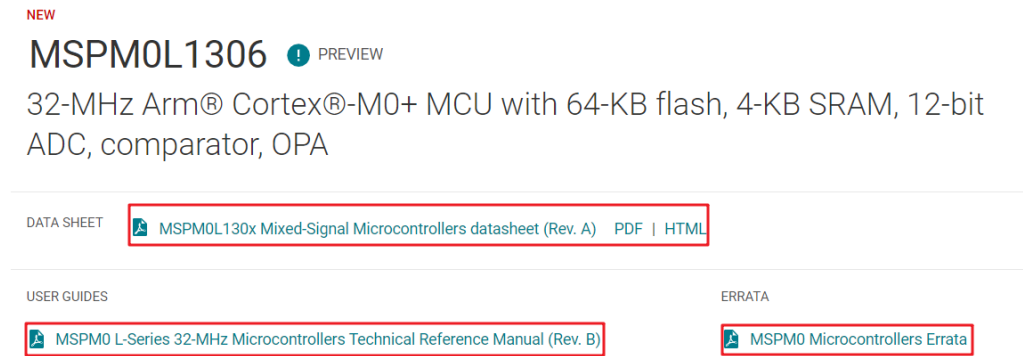 NEW
MSPM0L1306 ! PREVIEW
32-MHz Arm® Cortex®-M0+ MCU with 64-KB flash, 4-KB SRAM, 12-bit
ADC, comparator, OPA
DATA SHEET MSPM0L130x Mixed-Signal Microcontrollers datasheet (Rev. A) PDF | HTML
USER GUIDES ERRATA
MSPM0 L-Series 32-MHz Microcontrollers Technical Reference Manual (Rev. B) MSPM0 Microcontrollers Errata